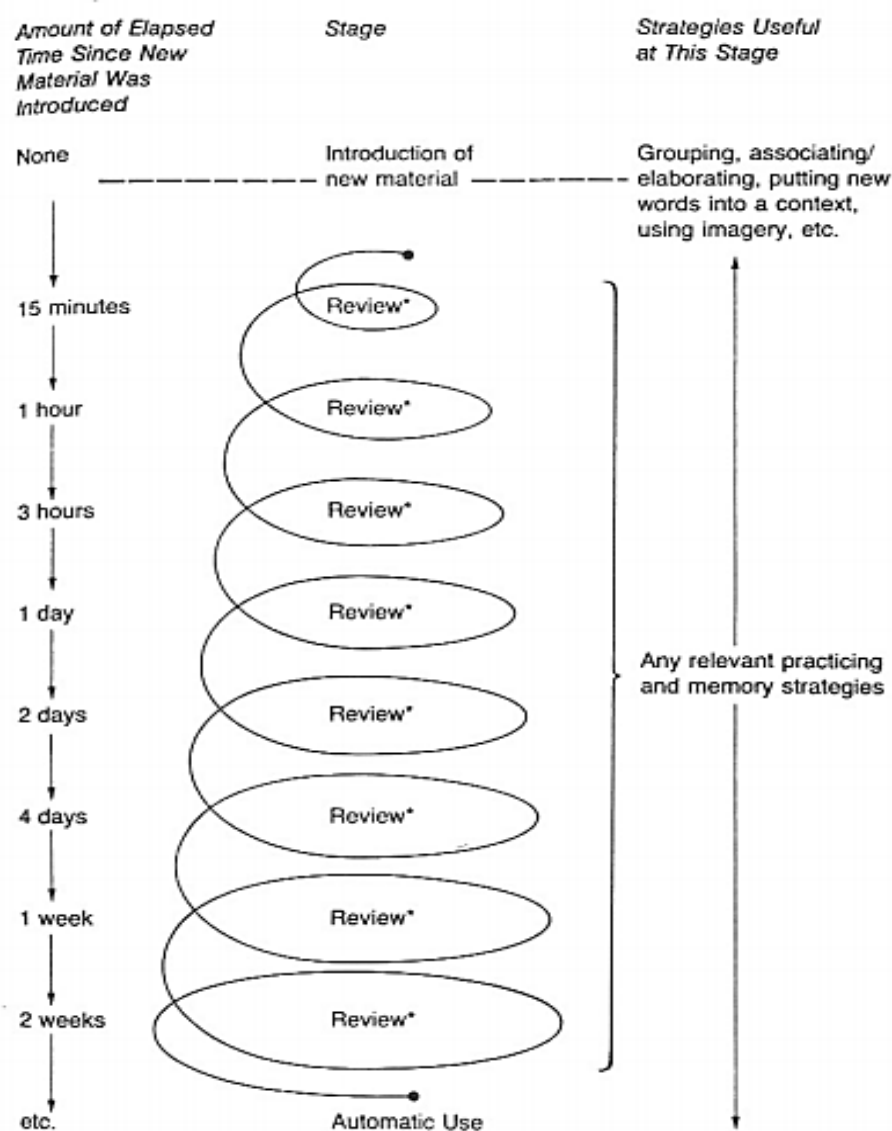 Amount of Elapsed
Time Since New
Material Was
Introduced
Stage
Strategies Useful
at This Stage
None
Introduction of
new material
Grouping, associating/
elaborating, putting new
words into a context,
using imagery, etc.
15 minutes
Review*
1 hour
Review*
3 hours
Review*
1 day
Review*
Any relevant practicing
and memory strategies
2 days
Review*
4 days
Review*
1 week
Review*
2 weeks
Review*
etc.
Automatic Use